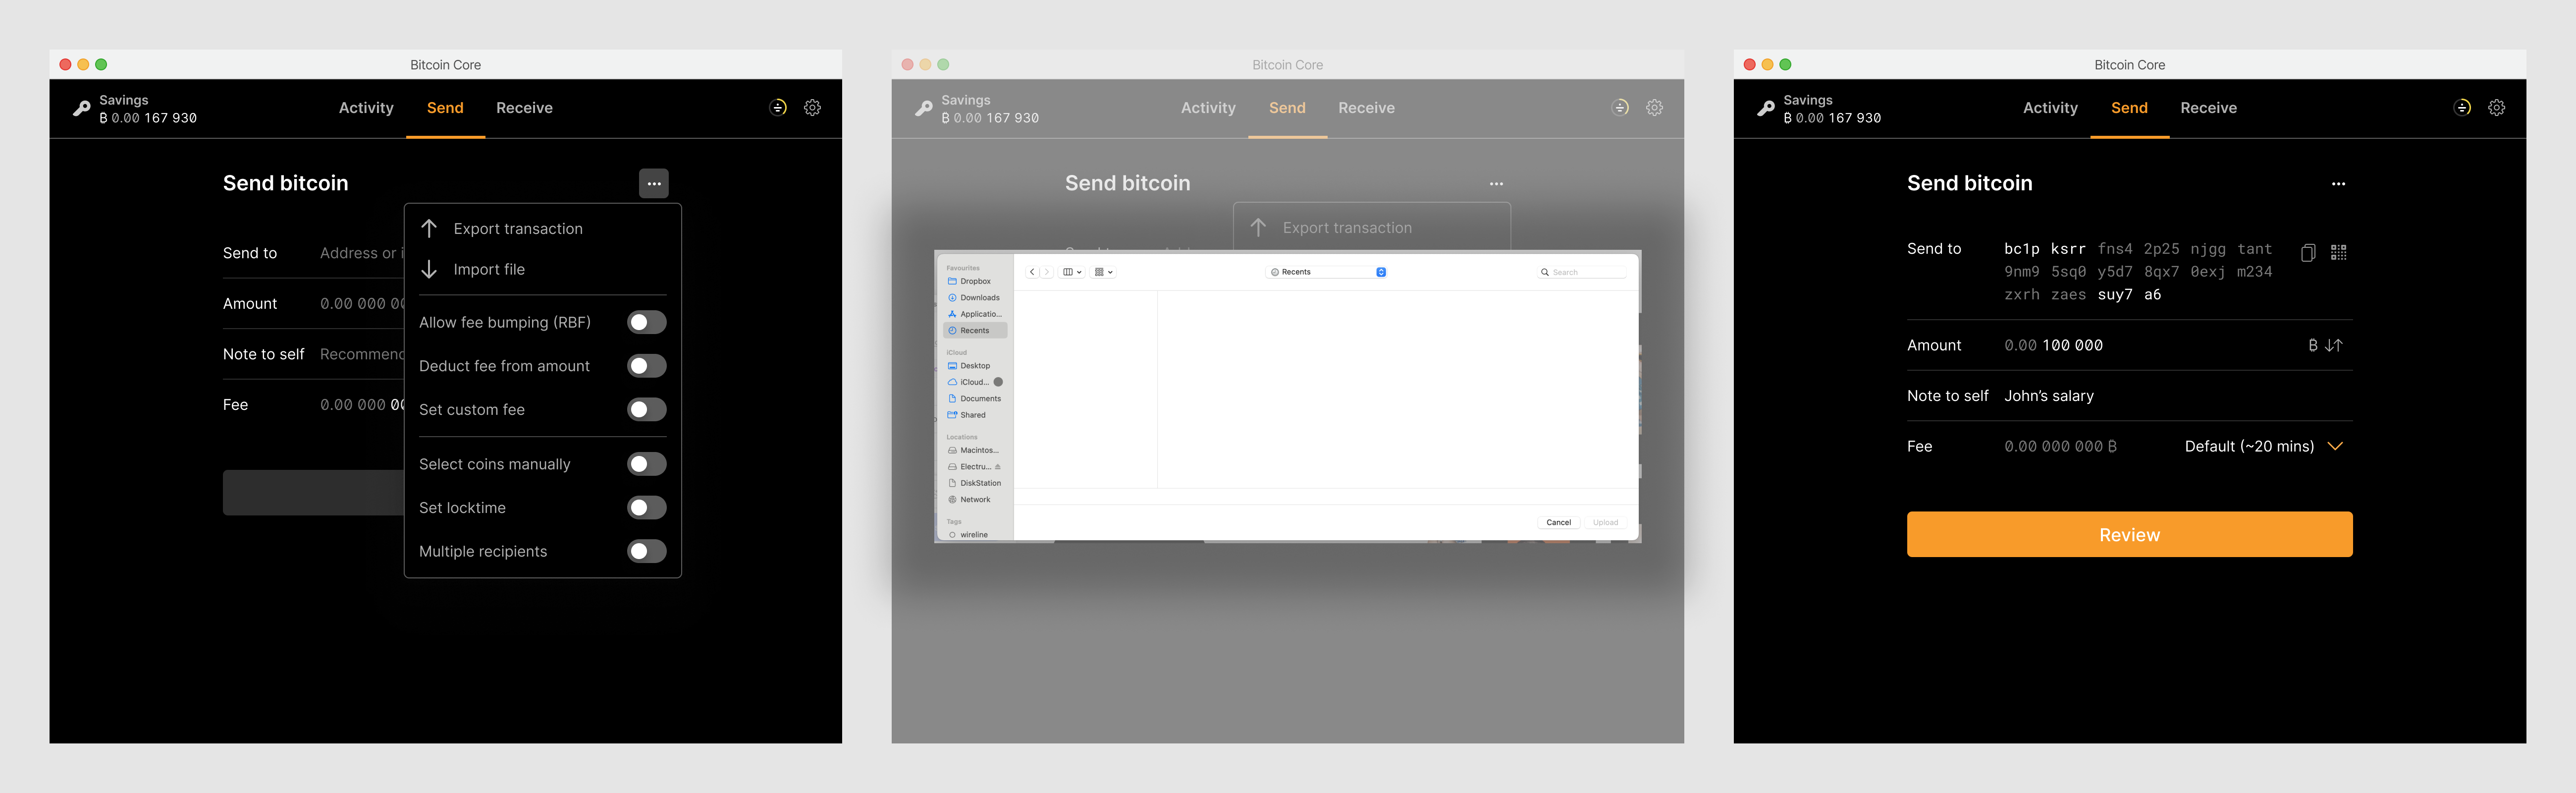 Bitcoin Core
Savings
₿ 0.00 167 930
Activity
Send
Receive
Send bitcoin
...
Export transaction
Send to
Address or i
Import file
Amount
0.00 000 00
Allow fee bumping (RBF)
Note to self
Recommend
Deduct fee from amount
Fee
0.00 000 00
Set custom fee
Select coins manually
Set locktime
Multiple recipients
Bitcoin Core
Savings
₿ 0.00 167 930
Activity
Send
Receive
Send bitcoin
...
Export transaction
Favourites
Dropbox
Downloads
Applicatio...
Recents
iCloud
Desktop
iCloud...
Documents
Shared
Locations
Macintos...
Electru...
DiskStation
Network
Tags
wireline
Recents
Search
Cancel
Upload
Bitcoin Core
Savings
₿ 0.00 167 930
Activity
Send
Receive
Send bitcoin
...
Send to
bc1p ksrr fns4 2p25 njgg tant
9nm9 5sq0 y5d7 8qx7 0exj m234
zxrh zaes suy7 a6
Amount
0.00 100 000
₿
Note to self
John's salary
Fee
0.00 000 000 ₿
Default (~20 mins)
Review